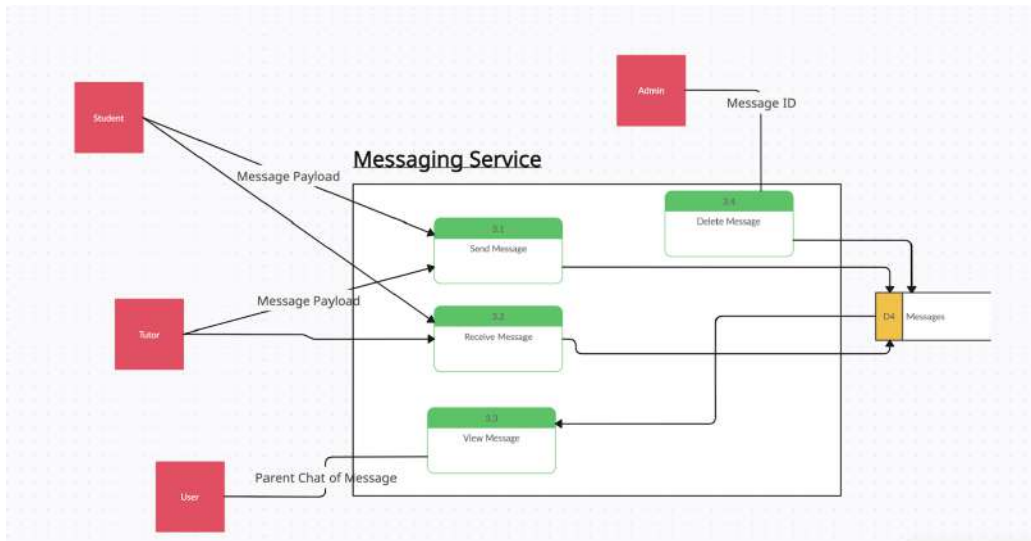 Admin
Message ID
Student
Messaging Service
Message Payload
3.4
Delete Message
3.1
Send Message
Message Payload
D4
Messages
3.2
Receive Message
Tutor
3.3
View Message
Parent Chat of Message
User